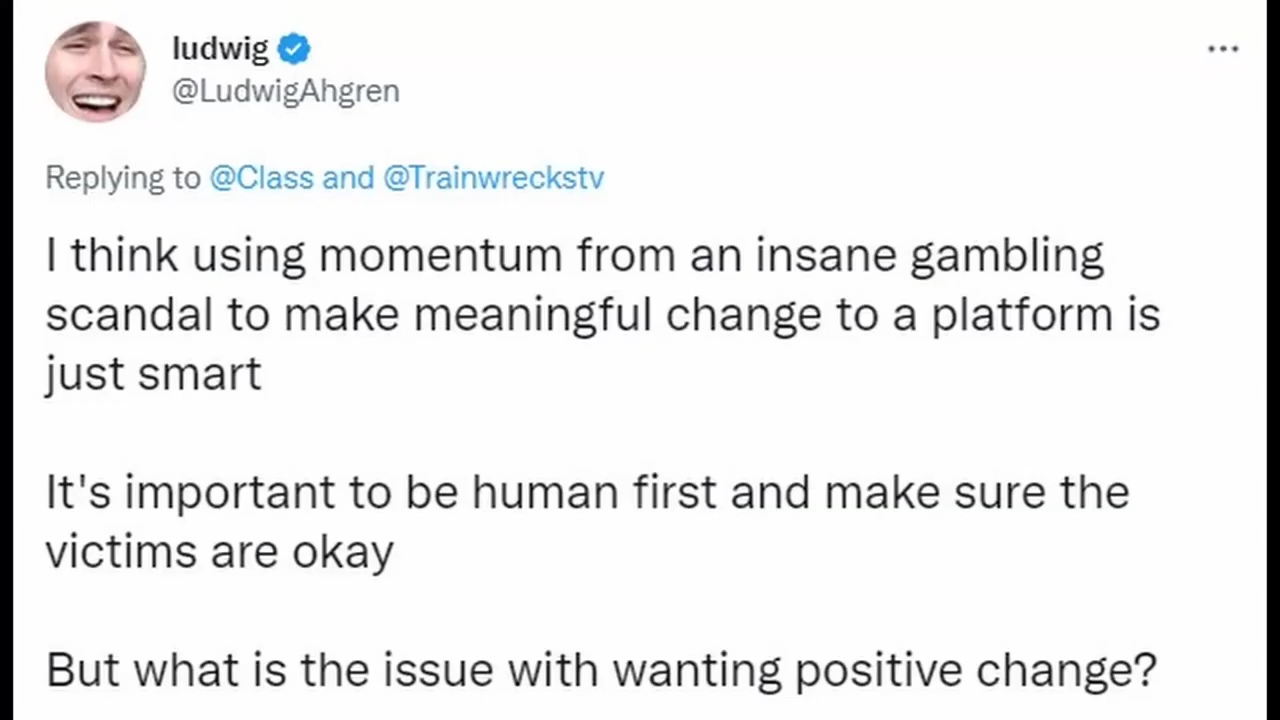 ludwig
@LudwigAhgren
Replying to @Class and @Trainwreckstv
I think using momentum from an insane gambling
scandal to make meaningful change to a platform is
just smart
It's important to be human first and make sure the
victims are okay
But what is the issue with wanting positive change?